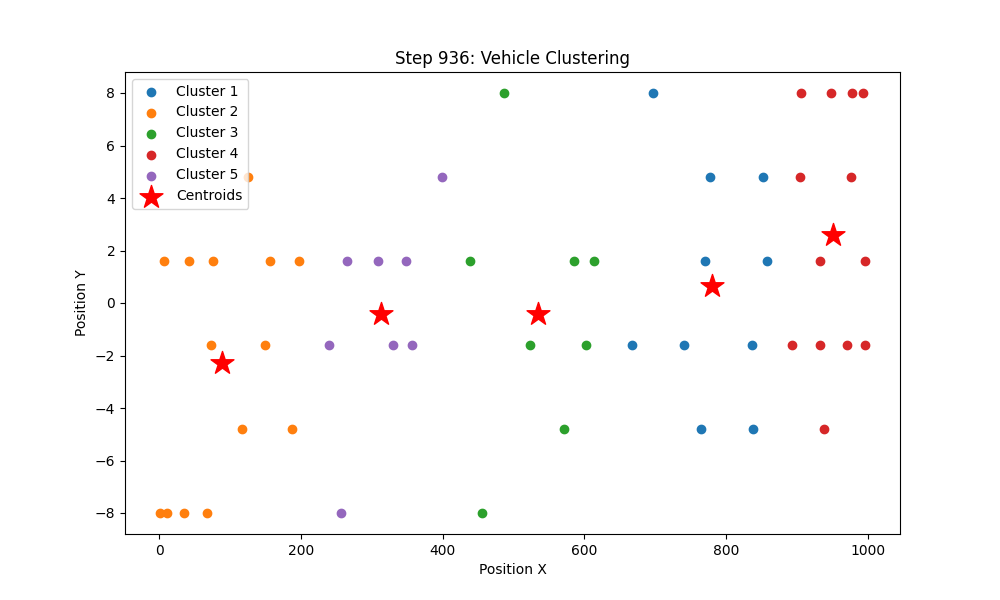 Step 936: Vehicle Clustering
Cluster 1
Cluster 2
Cluster 3
Cluster 4
Cluster 5
Centroids
Position Y
8
6
4
2
0
−2
−4
−6
−8
0 200 400 600 800 1000
Position X